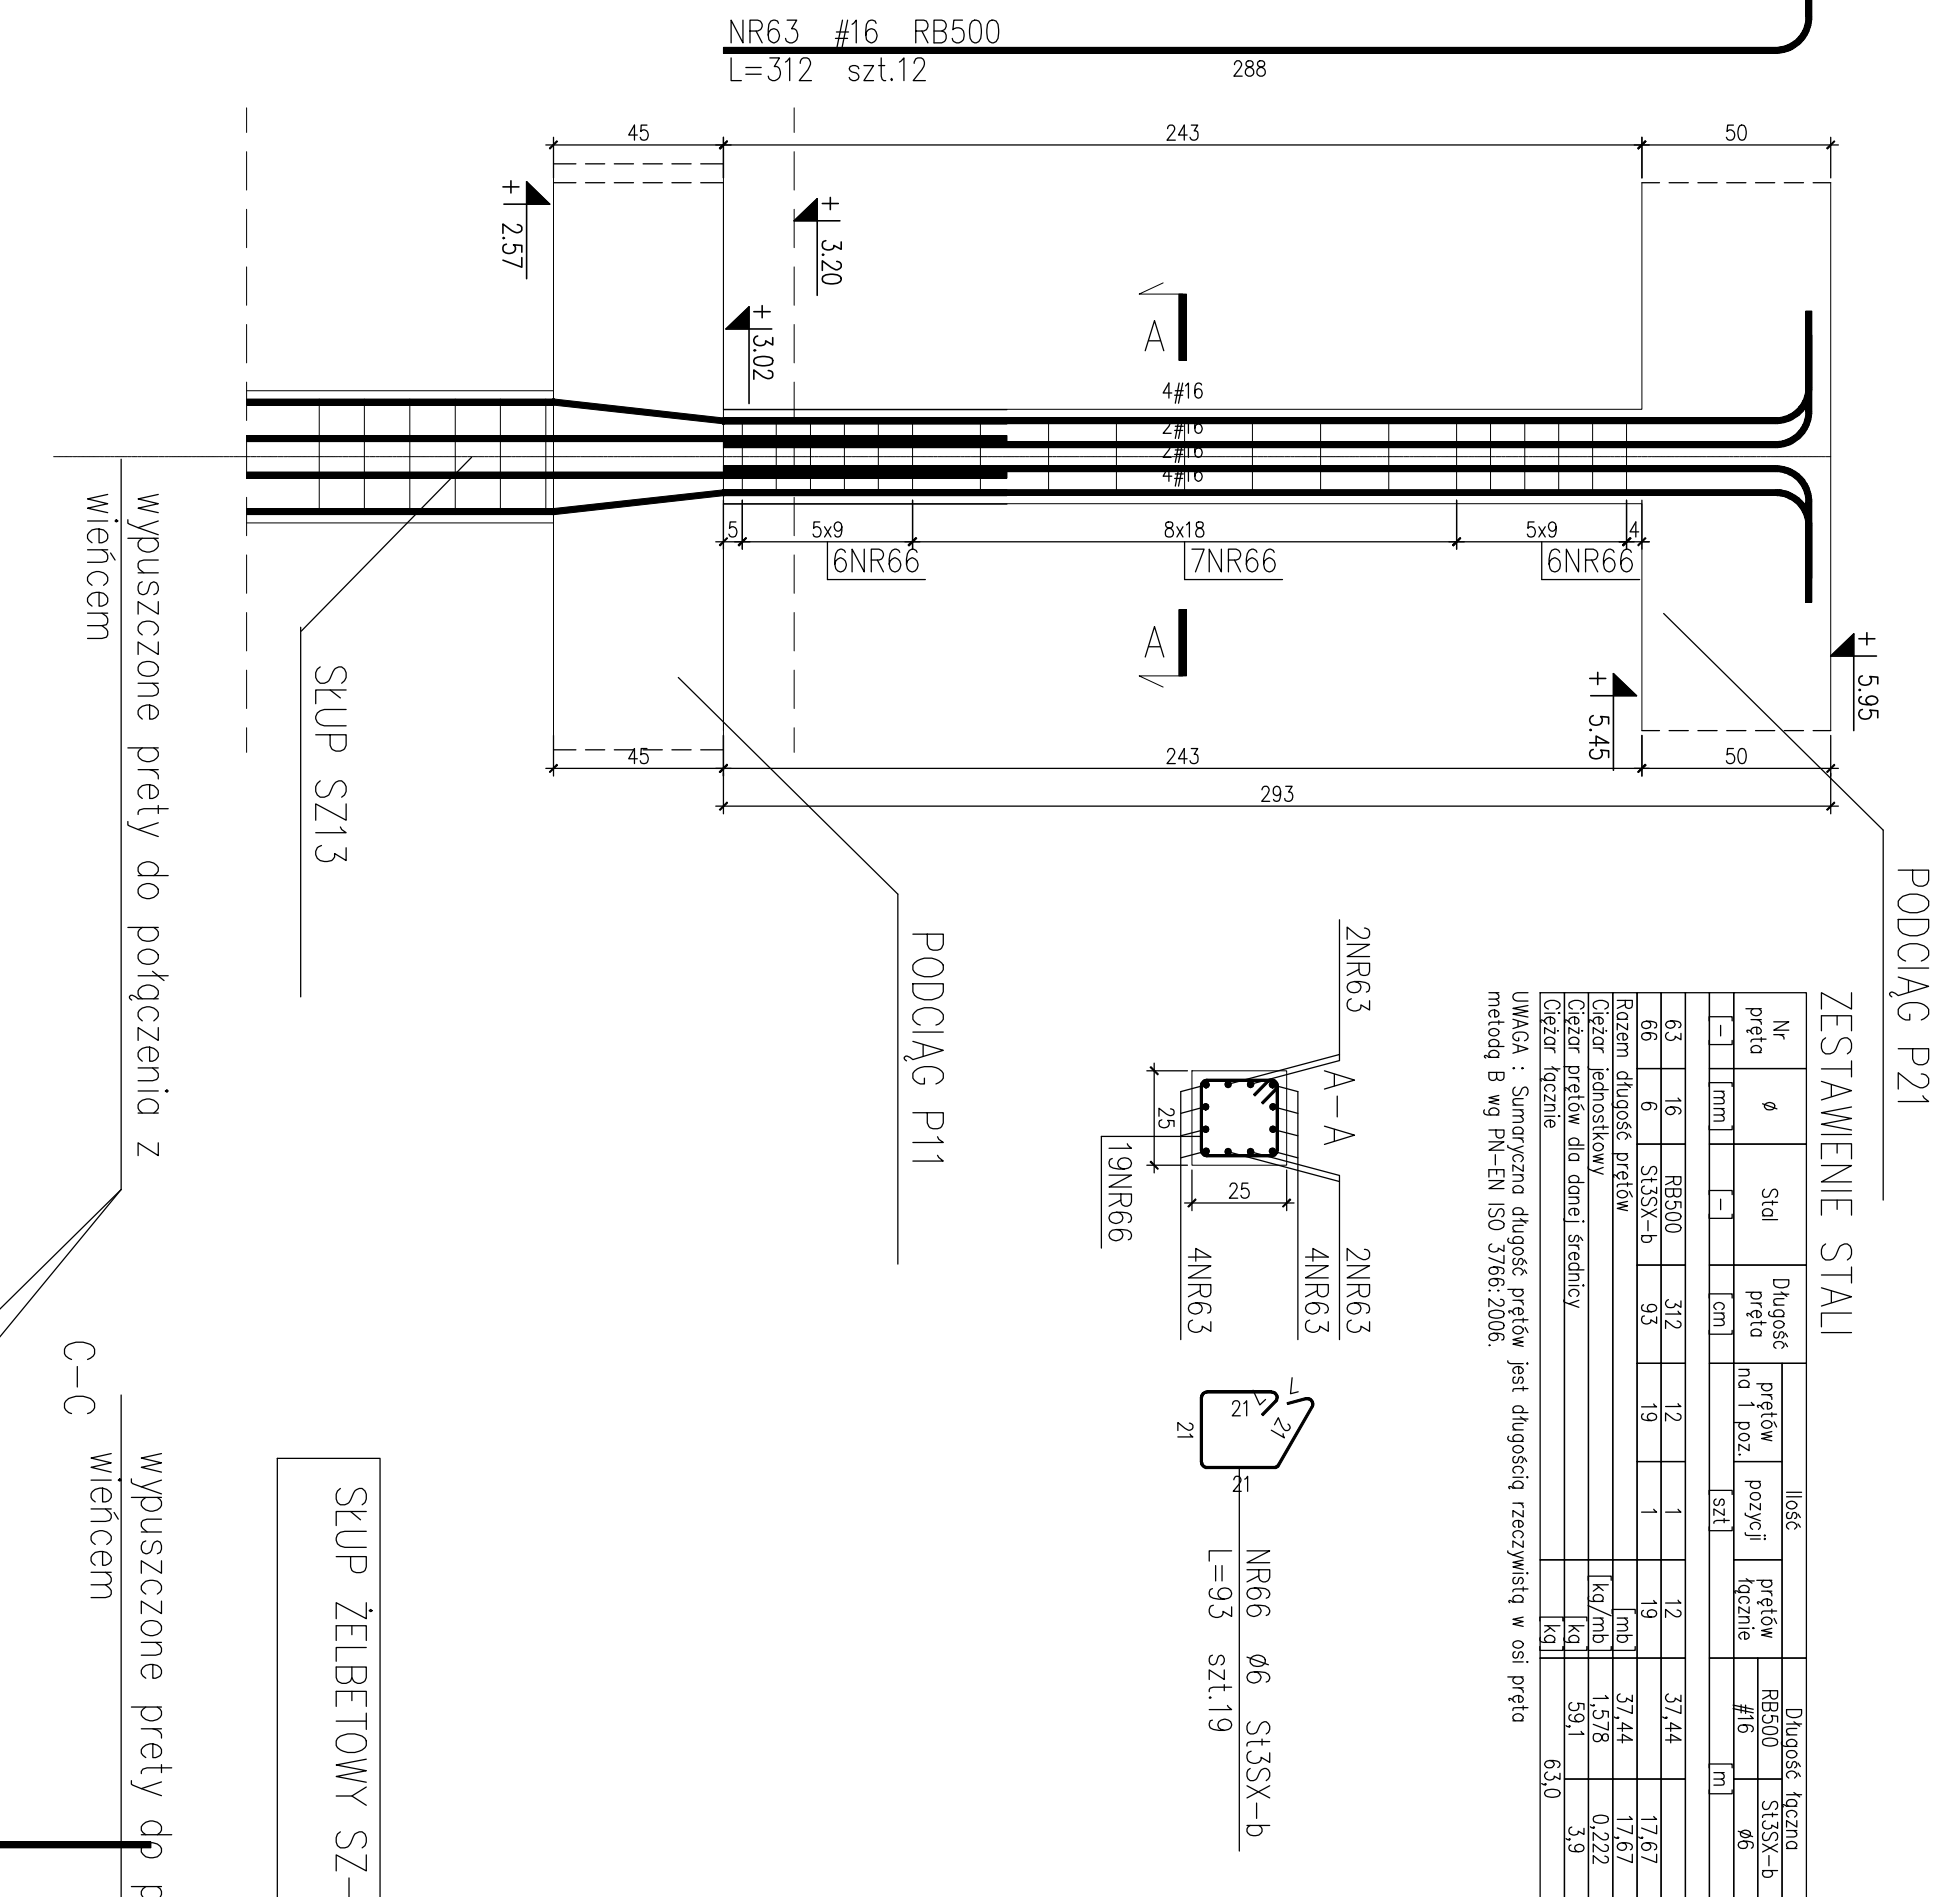 NR63 #16 RB500
L=312 szt.12
288
45
243
50
+ 2.57
+ 3.20
+ 3.02
A
4#16
2#16
2#16
4#16
5
5x9
8x18
5x9
4
6NR66
7NR66
6NR66
A
+ 5.95
+ 5.45
45
243
50
293
SŁUP SZ13
PODCIĄG P11
PODCIĄG P21
wypuszczone prety do połączenia z
wieńcem
2NR63
A-A
25
25
19NR66
2NR63
4NR63
4NR63
21
21
21
21
NR66 ø6 St3SX-b
L=93 szt.19
ZESTAWIENIE STALI
Nr pręta ø Stal Długość pręta Ilość Długość łączna
prętów na 1 poz. pozycji prętów łącznie RB500 St3SX-b
#16 ø6
[-] [mm] [-] [cm] [szt] [m]
63 16 RB500 312 12 1 12 37,44
66 6 St3SX-b 93 19 1 19 17,67
Razem długość prętów [mb] 37,44 17,67
Ciężar jednostkowy [kg/mb] 1,578 0,222
Ciężar prętów dla danej średnicy [kg] 59,1 3,9
Ciężar łącznie [kg] 63,0
UWAGA : Sumaryczna długość prętów jest długością rzeczywistą w osi pręta
metodą B wg PN-EN ISO 3766:2006.
C-C
wypuszczone prety do p
wieńcem
SŁUP ŻELBETOWY SZ-